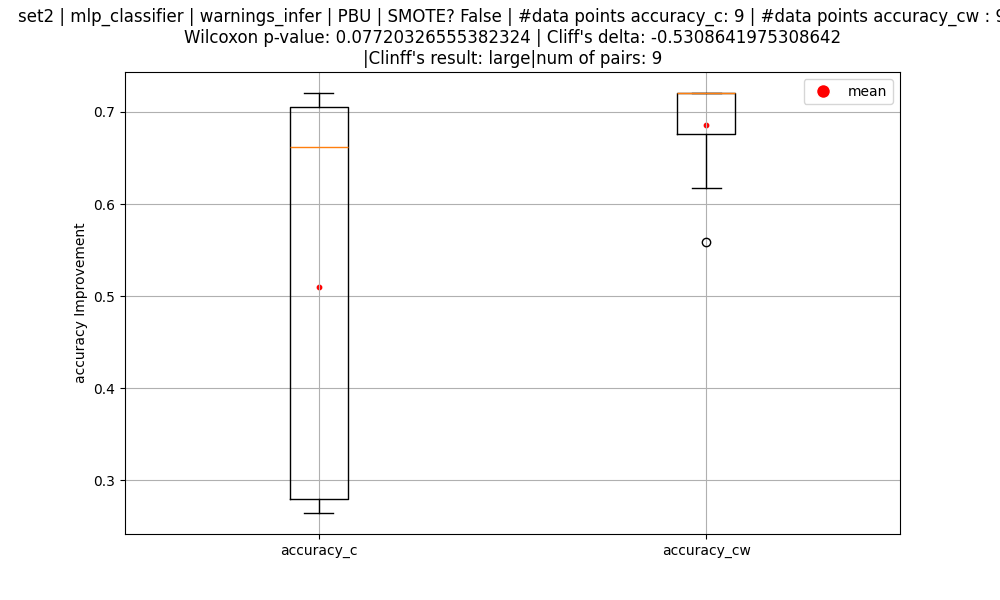 set2 | mlp_classifier | warnings_infer | PBU | SMOTE? False | #data points accuracy_c: 9 | #data points accuracy_cw : 9
Wilcoxon p-value: 0.07720326555382324 | Cliff's delta: -0.5308641975308642
|Clinff's result: large|num of pairs: 9
mean
0.7
0.6
0.5
0.4
0.3
accuracy Improvement
accuracy_c
accuracy_cw